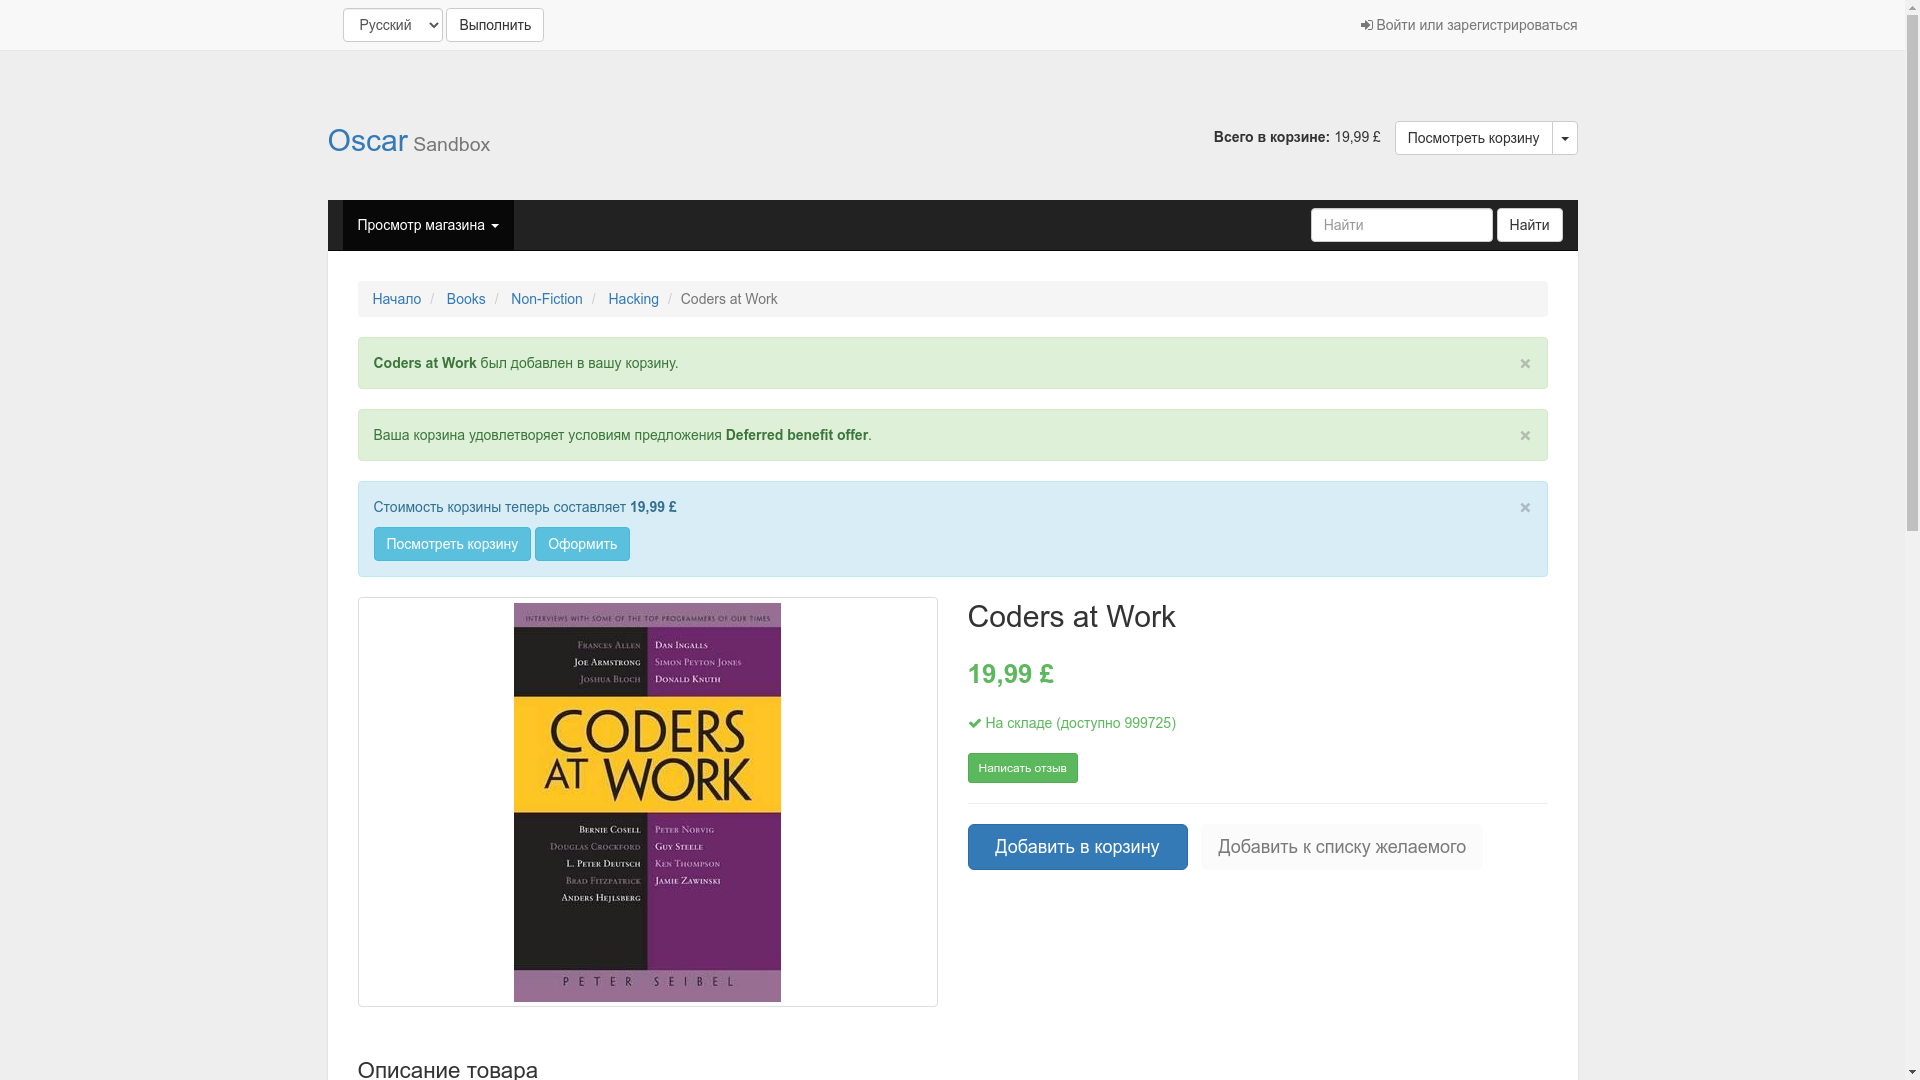 Русский
Выполнить
Войти или зарегистрироваться
Oscar Sandbox
Всего в корзине: 19,99 £
Посмотреть корзину
Просмотр магазина
Найти
Найти
Начало / Books / Non-Fiction / Hacking / Coders at Work
Coders at Work был добавлен в вашу корзину.
×
Ваша корзина удовлетворяет условиям предложения Deferred benefit offer.
×
Стоимость корзины теперь составляет 19,99 £
×
Посмотреть корзину
Оформить
INTERVIEWS WITH SOME OF THE TOP PROGRAMMERS OF OUR TIMES
FRANCES ALLEN
JOE ARMSTRONG
JOSHUA BLOCH
DAN INGALLS
SIMON PEYTON JONES
DONALD KNUTH
CODERS
AT WORK
BERNIE COSELL
DOUGLAS CROCKFORD
L. PETER DEUTSCH
BRAD FITZPATRICK
ANDERS HEJLSBERG
PETER NORVIG
GUY STEELE
KEN THOMPSON
JAMIE ZAWINSKI
PETER SEIBEL
Coders at Work
19,99 £
На складе (доступно 999725)
Написать отзыв
Добавить в корзину
Добавить к списку желаемого
Описание товара